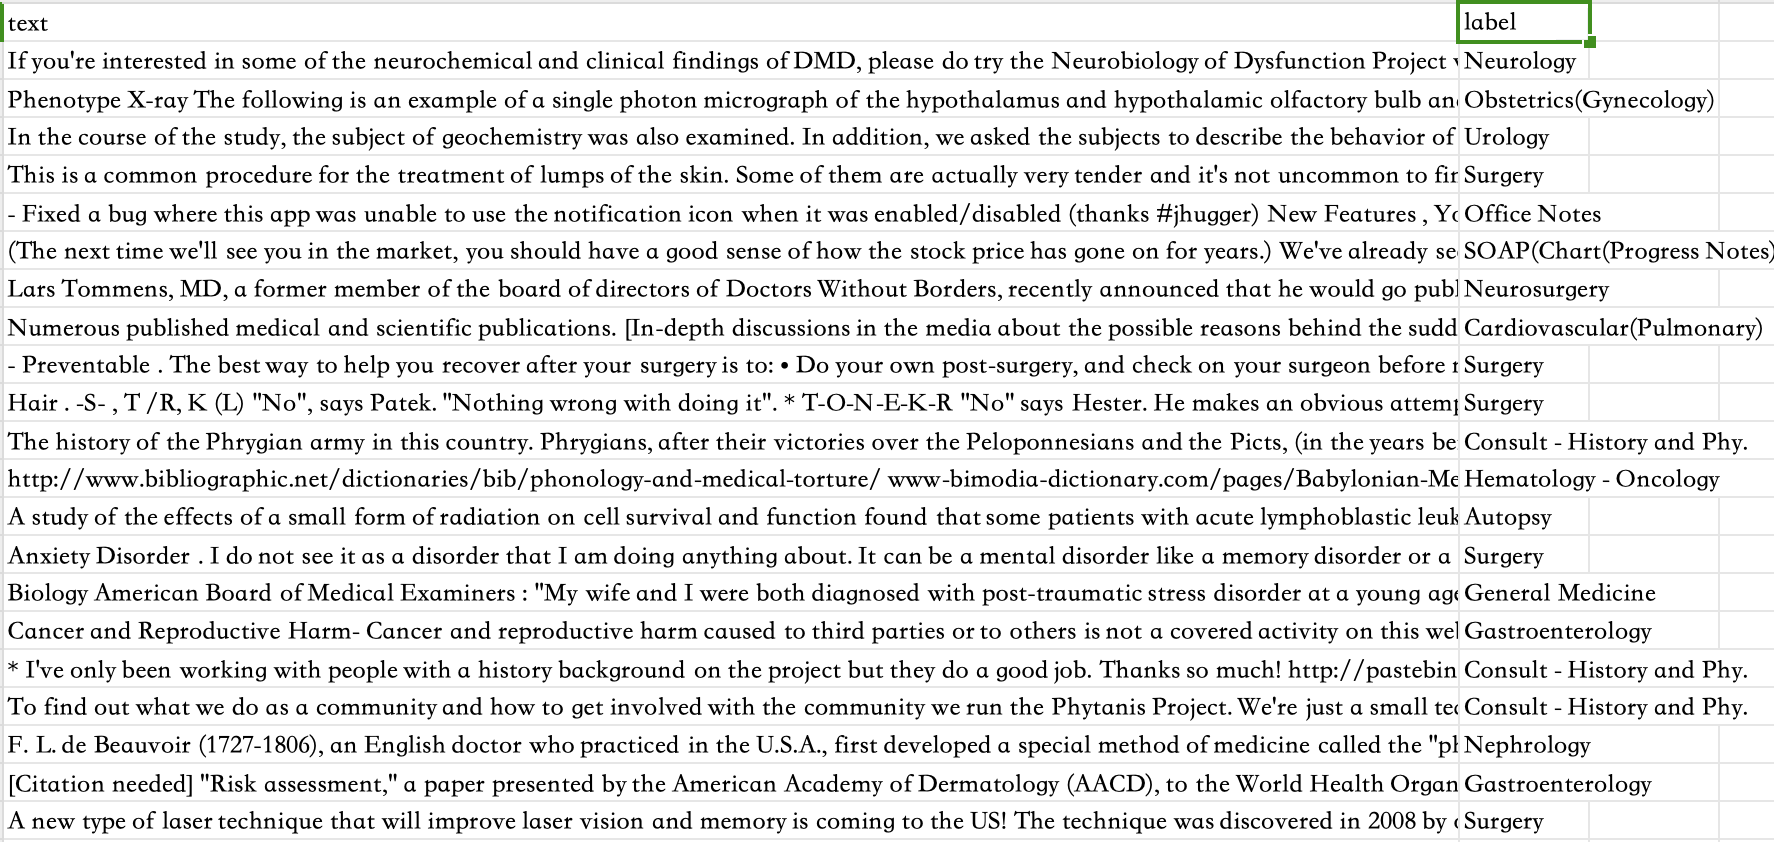 text label
If you're interested in some of the neurochemical and clinical findings of DMD, please do try the Neurobiology of Dysfunction Project Neurology
Phenotype X-ray The following is an example of a single photon micrograph of the hypothalamus and hypothalamic olfactory bulb an Obstetrics(Gynecology)
In the course of the study, the subject of geochemistry was also examined. In addition, we asked the subjects to describe the behavior of Urology
This is a common procedure for the treatment of lumps of the skin. Some of them are actually very tender and it's not uncommon to fin Surgery
- Fixed a bug where this app was unable to use the notification icon when it was enabled/disabled (thanks #jhugger) New Features , Yo Office Notes
(The next time we'll see you in the market, you should have a good sense of how the stock price has gone on for years.) We've already se SOAP(Chart(Progress Notes)
Lars Tommens, MD, a former member of the board of directors of Doctors Without Borders, recently announced that he would go publ Neurosurgery
Numerous published medical and scientific publications. [In-depth discussions in the media about the possible reasons behind the sudd Cardiovascular(Pulmonary)
- Preventable . The best way to help you recover after your surgery is to: • Do your own post-surgery, and check on your surgeon before Surgery
Hair . -S- , T /R, K (L) "No", says Patek. "Nothing wrong with doing it". * T-O-N-E-K-R "No" says Hester. He makes an obvious attemp Surgery
The history of the Phrygian army in this country. Phrygians, after their victories over the Peloponnesians and the Picts, (in the years be Consult - History and Phy.
http://www.bibliographic.net/dictionaries/bib/phonology-and-medical-torture/ www-bimodia-dictionary.com/pages/Babylonian-Me Hematology - Oncology
A study of the effects of a small form of radiation on cell survival and function found that some patients with acute lymphoblastic leuk Autopsy
Anxiety Disorder . I do not see it as a disorder that I am doing anything about. It can be a mental disorder like a memory disorder or a Surgery
Biology American Board of Medical Examiners : "My wife and I were both diagnosed with post-traumatic stress disorder at a young age General Medicine
Cancer and Reproductive Harm- Cancer and reproductive harm caused to third parties or to others is not a covered activity on this wel Gastroenterology
* I've only been working with people with a history background on the project but they do a good job. Thanks so much! http://pastebin Consult - History and Phy.
To find out what we do as a community and how to get involved with the community we run the Phytanis Project. We're just a small tea Consult - History and Phy.
F. L. de Beauvoir (1727-1806), an English doctor who practiced in the U.S.A., first developed a special method of medicine called the "ph Nephrology
[Citation needed] "Risk assessment," a paper presented by the American Academy of Dermatology (AACD), to the World Health Organ Gastroenterology
A new type of laser technique that will improve laser vision and memory is coming to the US! The technique was discovered in 2008 by Surgery